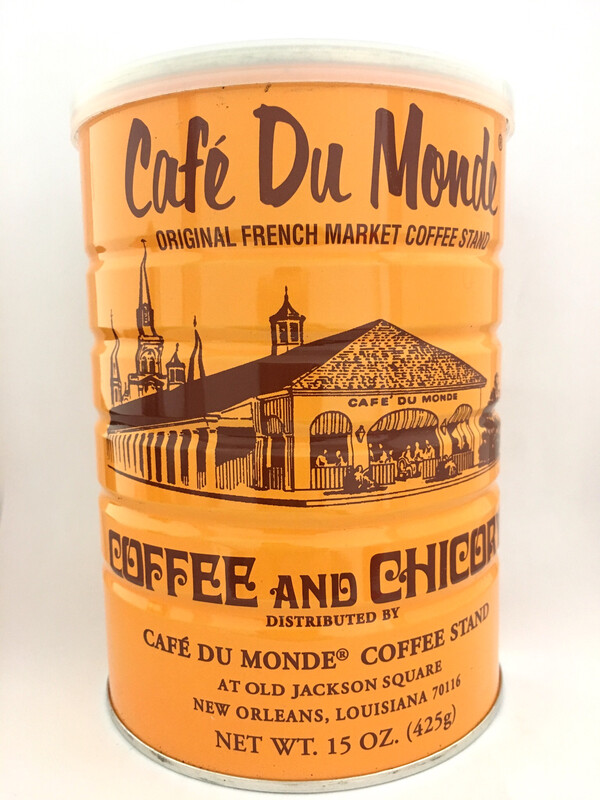 Café Du Monde®
ORIGINAL FRENCH MARKET COFFEE STAND
CAFE DU MONDE
COFFEE AND CHICORY
DISTRIBUTED BY
CAFÉ DU MONDE® COFFEE STAND
AT OLD JACKSON SQUARE
NEW ORLEANS, LOUISIANA 70116
NET WT. 15 OZ. (425g)